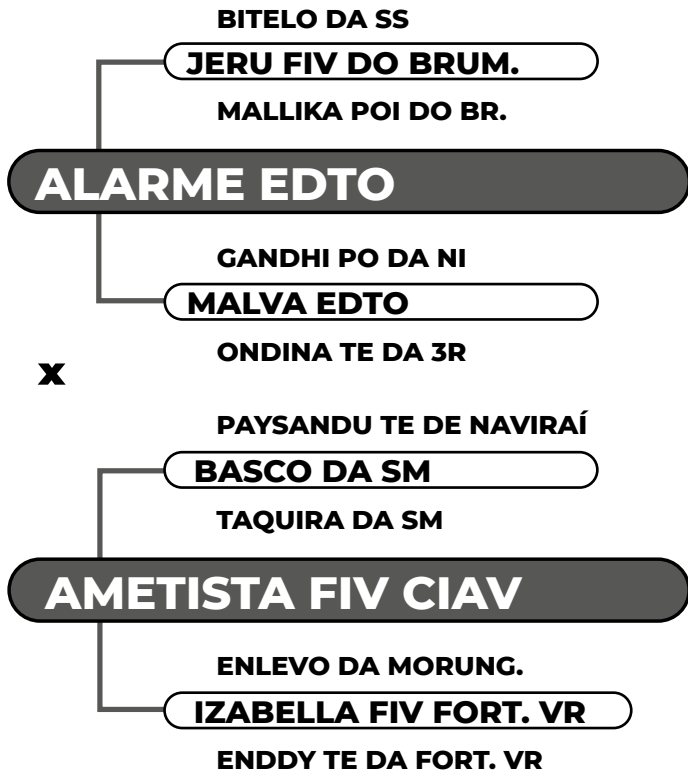 BITELO DA SS
JERU FIV DO BRUM.
MALLIKA POI DO BR.
ALARME EDTO
GANDHI PO DA NI
MALVA EDTO
ONDINA TE DA 3R
X
PAYSANDU TE DE NAVIRAÍ
BASCO DA SM
TAQUIRA DA SM
AMETISTA FIV CIAV
ENLEVO DA MORUNG.
IZABELLA FIV FORT. VR
ENDDY TE DA FORT. VR